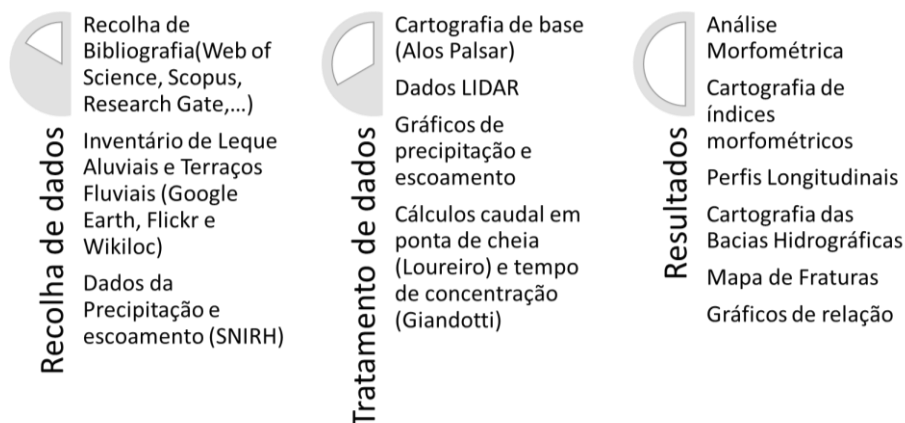 Recolha de dados
Recolha de
Bibliografia(Web of
Science, Scopus,
Research Gate,...)
Inventário de Leque
Aluviais e Terraços
Fluviais (Google
Earth, Flickr e
Wikiloc)
Dados da
Precipitação e
escoamento (SNIRH)
Tratamento de dados
Cartografia de base
(Alos Palsar)
Dados LIDAR
Gráficos de
precipitação e
escoamento
Cálculos caudal em
ponta de cheia
(Loureiro) e tempo
de concentração
(Giandotti)
Resultados
Análise
Morfométrica
Cartografia de
índices
morfométricos
Perfis Longitudinais
Cartografia das
Bacias Hidrográficas
Mapa de Fraturas
Gráficos de relação